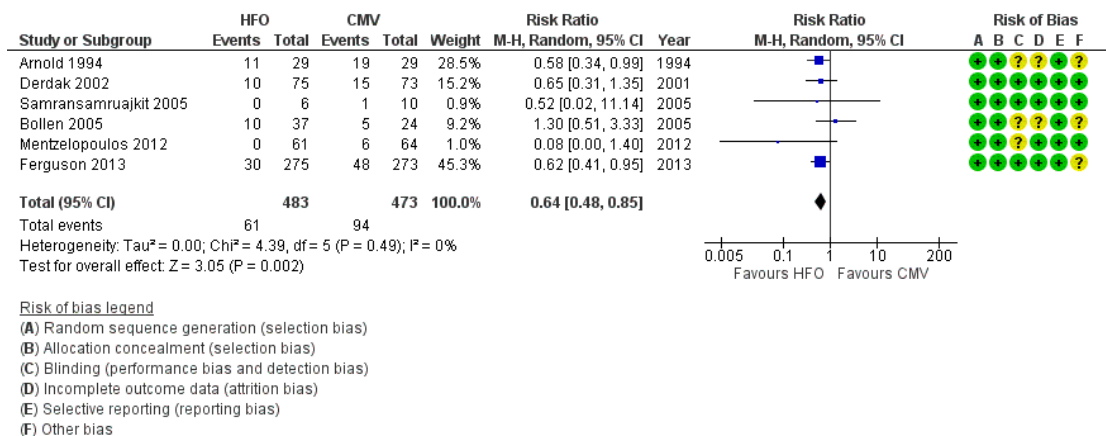 HFO CMV Risk Ratio Risk Ratio Risk of Bias
Study or Subgroup Events Total Events Total Weight M-H, Random, 95% CI Year M-H, Random, 95% CI A B C D E F
Arnold 1994 11 29 19 29 28.5% 0.58 [0.34, 0.99] 1994 + + ? ? + ?
Derdak 2002 10 75 15 73 15.2% 0.65 [0.31, 1.35] 2001 + + + + + +
Samransamruajkit 2005 0 6 1 10 0.9% 0.52 [0.02, 11.14] 2005 + + + + + +
Bollen 2005 10 37 5 24 9.2% 1.30 [0.51, 3.33] 2005 + + ? ? + ?
Mentzelopoulos 2012 0 61 6 64 1.0% 0.08 [0.00, 1.40] 2012 + + ? + + +
Ferguson 2013 30 275 48 273 45.3% 0.62 [0.41, 0.95] 2013 + + + + + ?
Total (95% CI) 483 473 100.0% 0.64 [0.48, 0.85]
Total events 61 94
Heterogeneity: Tau² = 0.00; Chi² = 4.39, df = 5 (P = 0.49); I² = 0%
Test for overall effect: Z = 3.05 (P = 0.002)
0.005 0.1 1 10 200
Favours HFO Favours CMV
Risk of bias legend
(A) Random sequence generation (selection bias)
(B) Allocation concealment (selection bias)
(C) Blinding (performance bias and detection bias)
(D) Incomplete outcome data (attrition bias)
(E) Selective reporting (reporting bias)
(F) Other bias